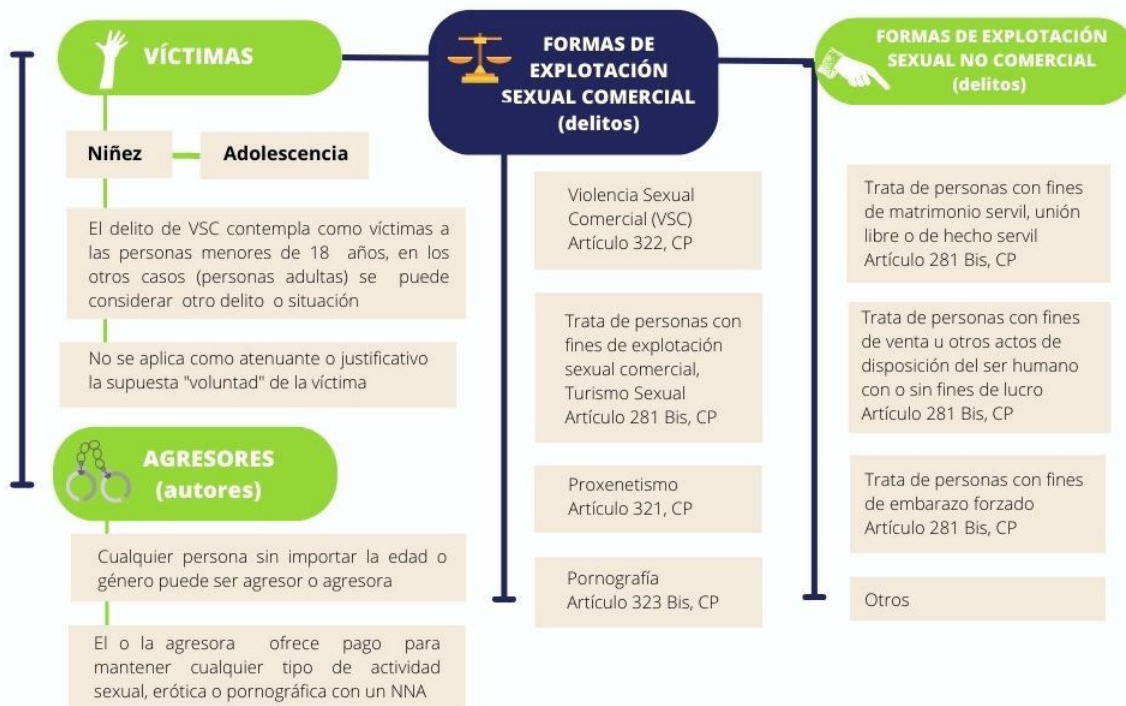 VÍCTIMAS
Niñez
Adolescencia
El delito de VSC contempla como víctimas a
las personas menores de 18 años, en los
otros casos (personas adultas) se puede
considerar otro delito o situación
No se aplica como atenuante o justificativo
la supuesta "voluntad" de la víctima
AGRESORES
(autores)
Cualquier persona sin importar la edad o
género puede ser agresor o agresora
El o la agresora ofrece pago para
mantener cualquier tipo de actividad
sexual, erótica o pornográfica con un NNA
FORMAS DE
EXPLOTACIÓN
SEXUAL COMERCIAL
(delitos)
Violencia Sexual
Comercial (VSC)
Artículo 322, CP
Trata de personas con
fines de explotación
sexual comercial,
Turismo Sexual
Artículo 281 Bis, CP
Proxenetismo
Artículo 321, CP
Pornografía
Artículo 323 Bis, CP
FORMAS DE EXPLOTACIÓN
SEXUAL NO COMERCIAL
(delitos)
Trata de personas con fines
de matrimonio servil, unión
libre o de hecho servil
Artículo 281 Bis, CP
Trata de personas con fines
de venta u otros actos de
disposición del ser humano
con o sin fines de lucro
Artículo 281 Bis, CP
Trata de personas con fines
de embarazo forzado
Artículo 281 Bis, CP
Otros